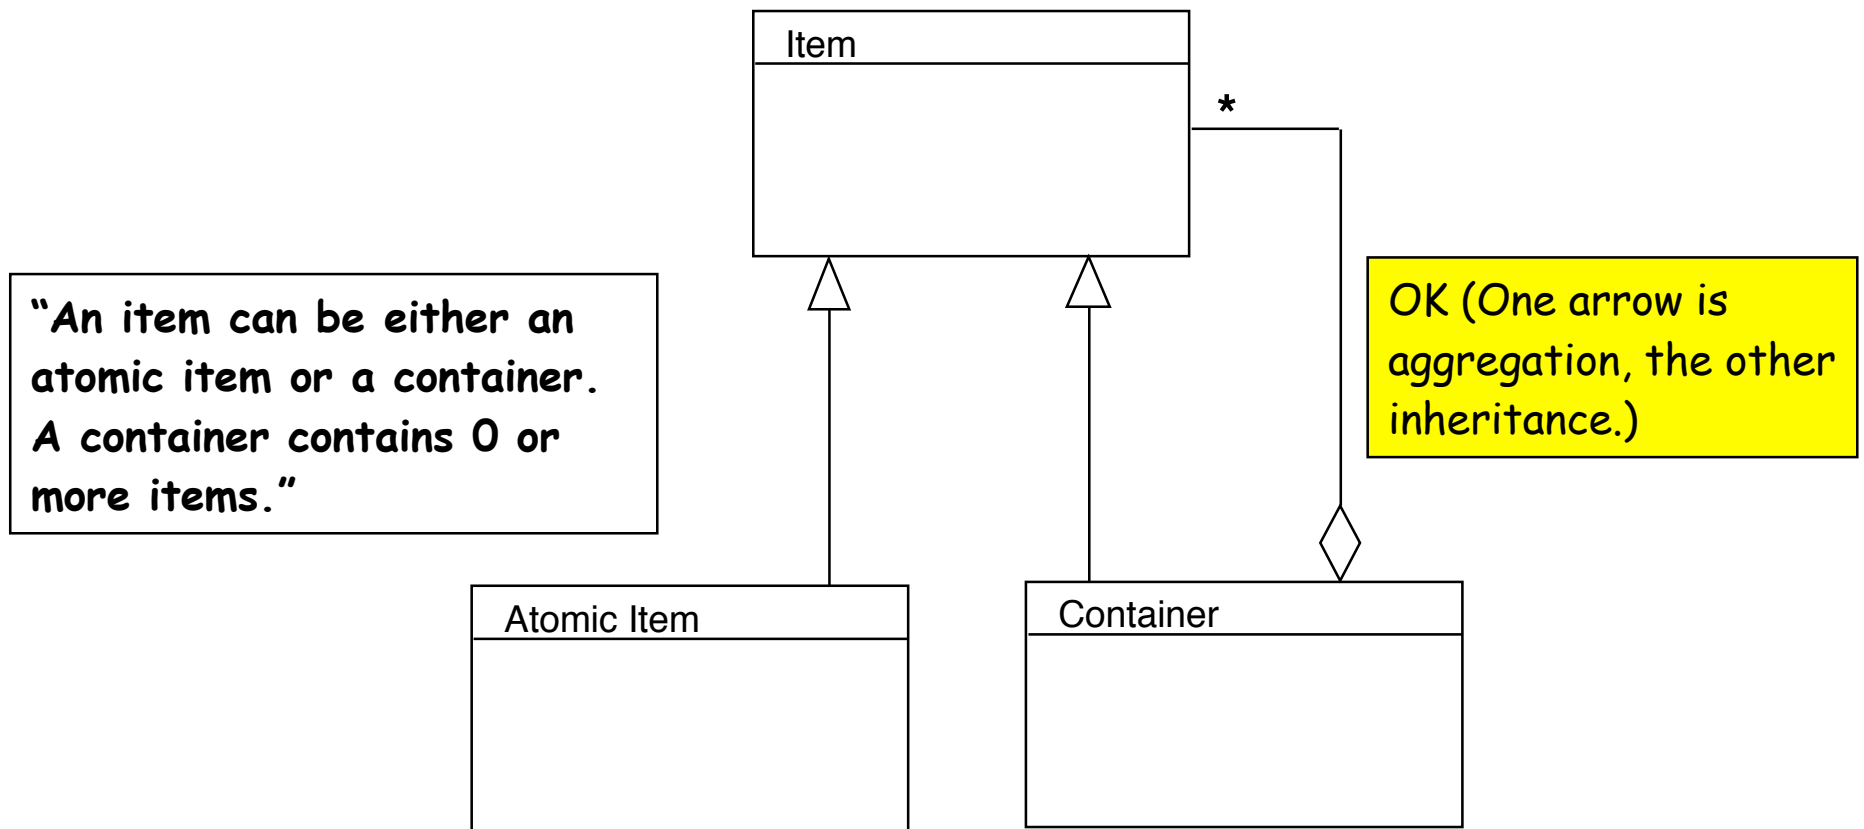 Item
*
“An item can be either an
atomic item or a container.
A container contains 0 or
more items.”
OK (One arrow is
aggregation, the other
inheritance.)
Atomic Item
Container